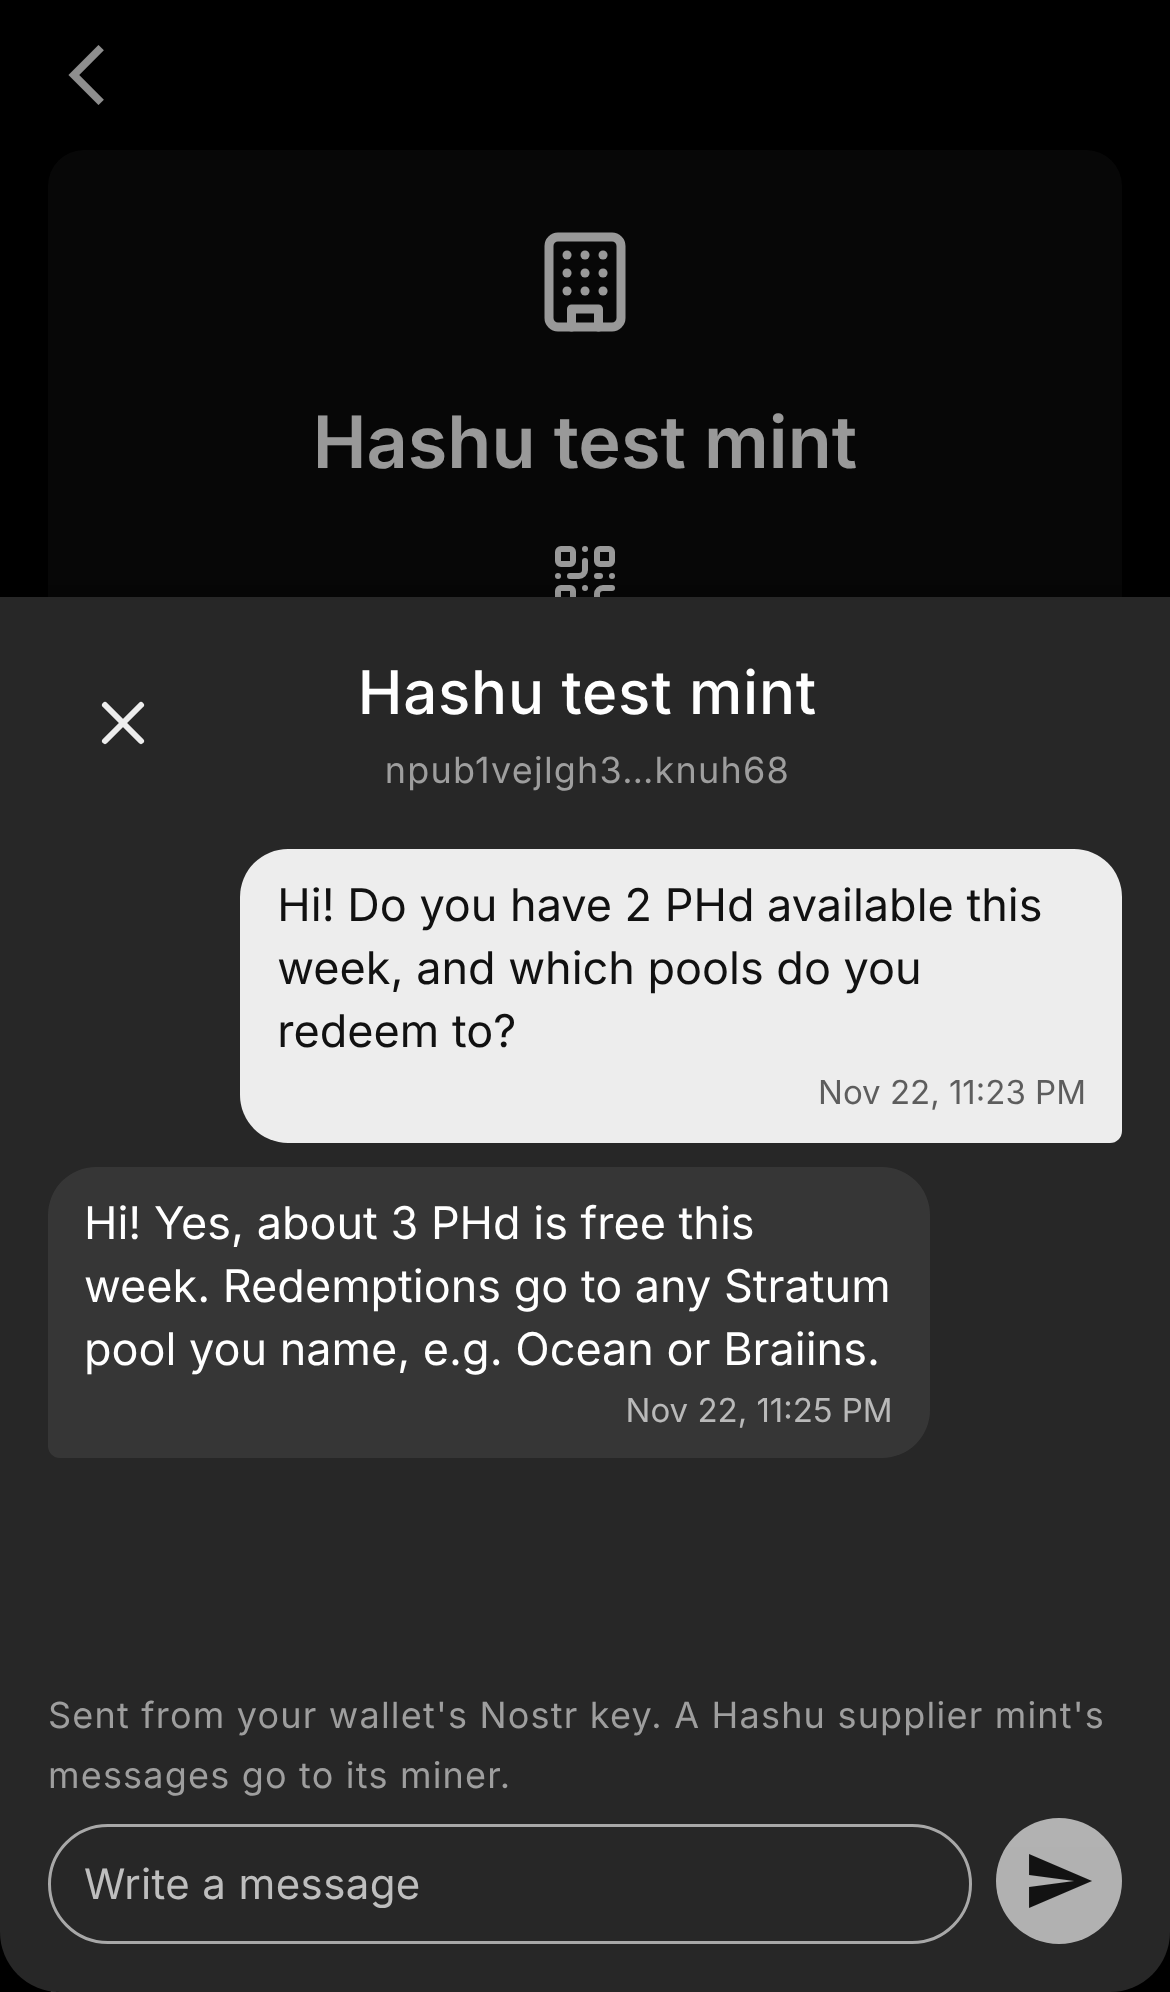 Hashu test mint
Hashu test mint
npub1vejlgh3...knuh68
Hi! Do you have 2 PHd available this
week, and which pools do you
redeem to?
Nov 22, 11:23 PM
Hi! Yes, about 3 PHd is free this
week. Redemptions go to any Stratum
pool you name, e.g. Ocean or Braiins.
Nov 22, 11:25 PM
Sent from your wallet's Nostr key. A Hashu supplier mint's
messages go to its miner.
Write a message